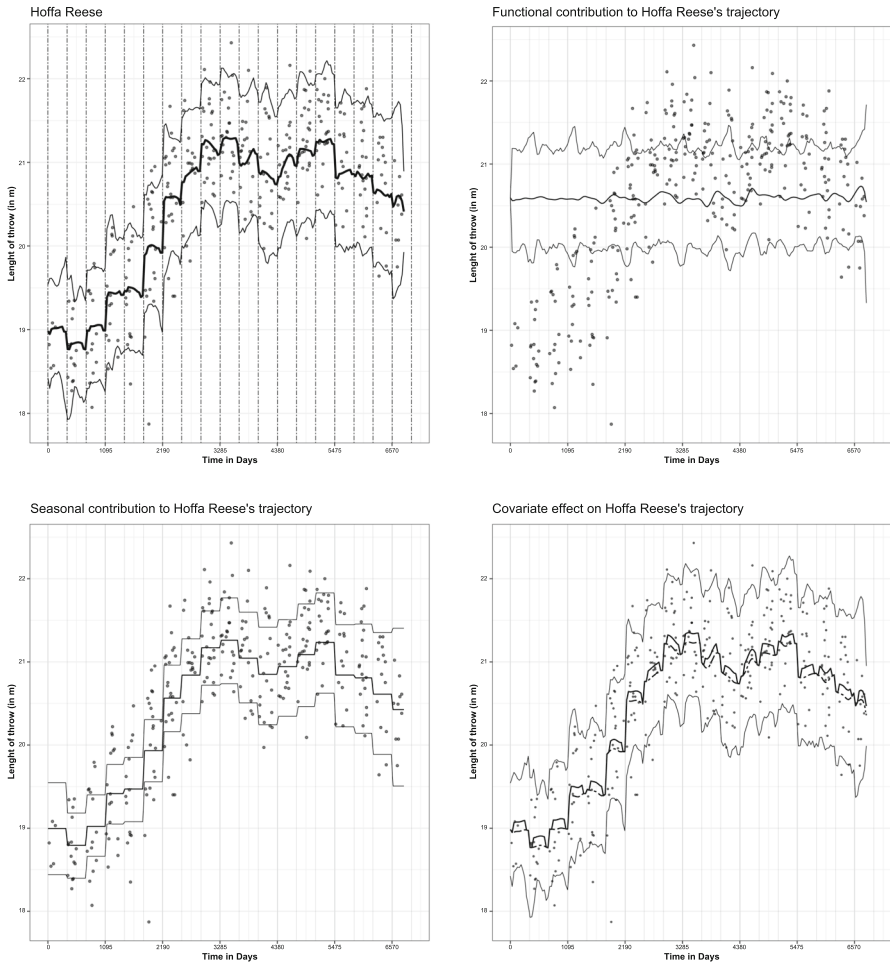 Hoffa Reese
Lenght of throw (in m)
22
21
20
19
18
0 1095 2190 3285 4380 5475 6570
Time in Days
Functional contribution to Hoffa Reese's trajectory
Lenght of throw (in m)
22
21
20
19
18
0 1095 2190 3285 4380 5475 6570
Time in Days
Seasonal contribution to Hoffa Reese's trajectory
Lenght of throw (in m)
22
21
20
19
18
0 1095 2190 3285 4380 5475 6570
Time in Days
Covariate effect on Hoffa Reese's trajectory
Lenght of throw (in m)
22
21
20
19
18
0 1095 2190 3285 4380 5475 6570
Time in Days